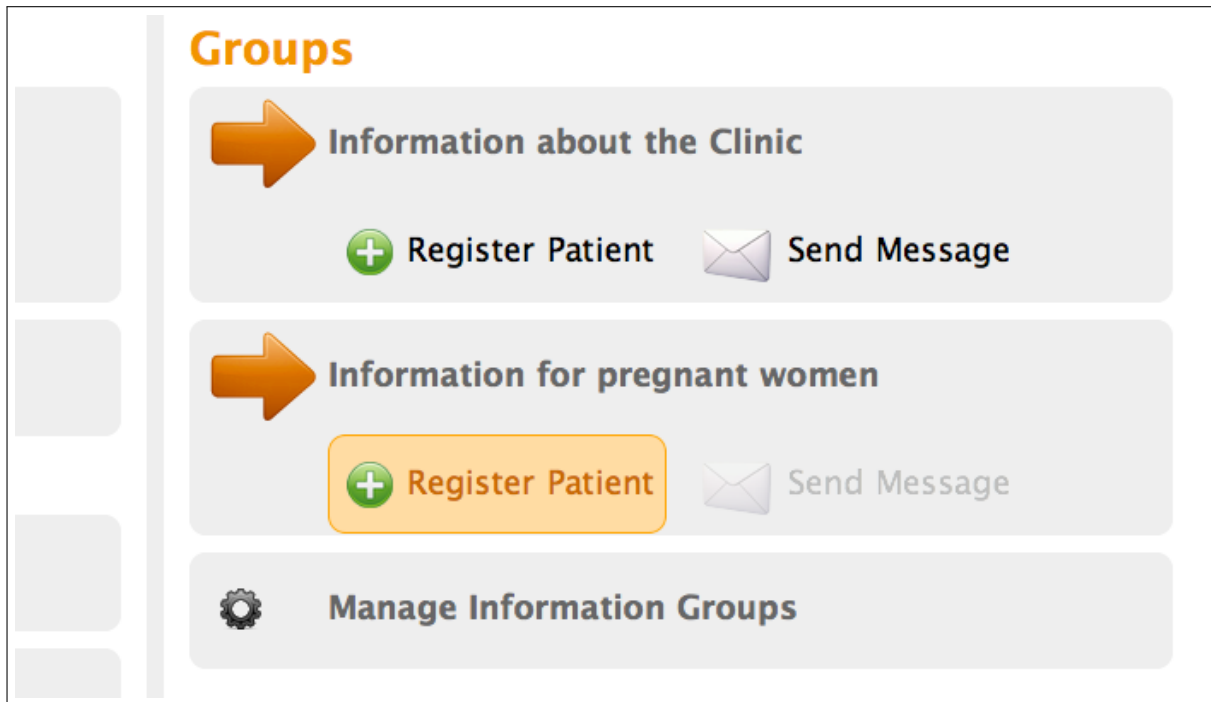 Groups
Information about the Clinic
Register Patient Send Message
Information for pregnant women
Register Patient Send Message
Manage Information Groups